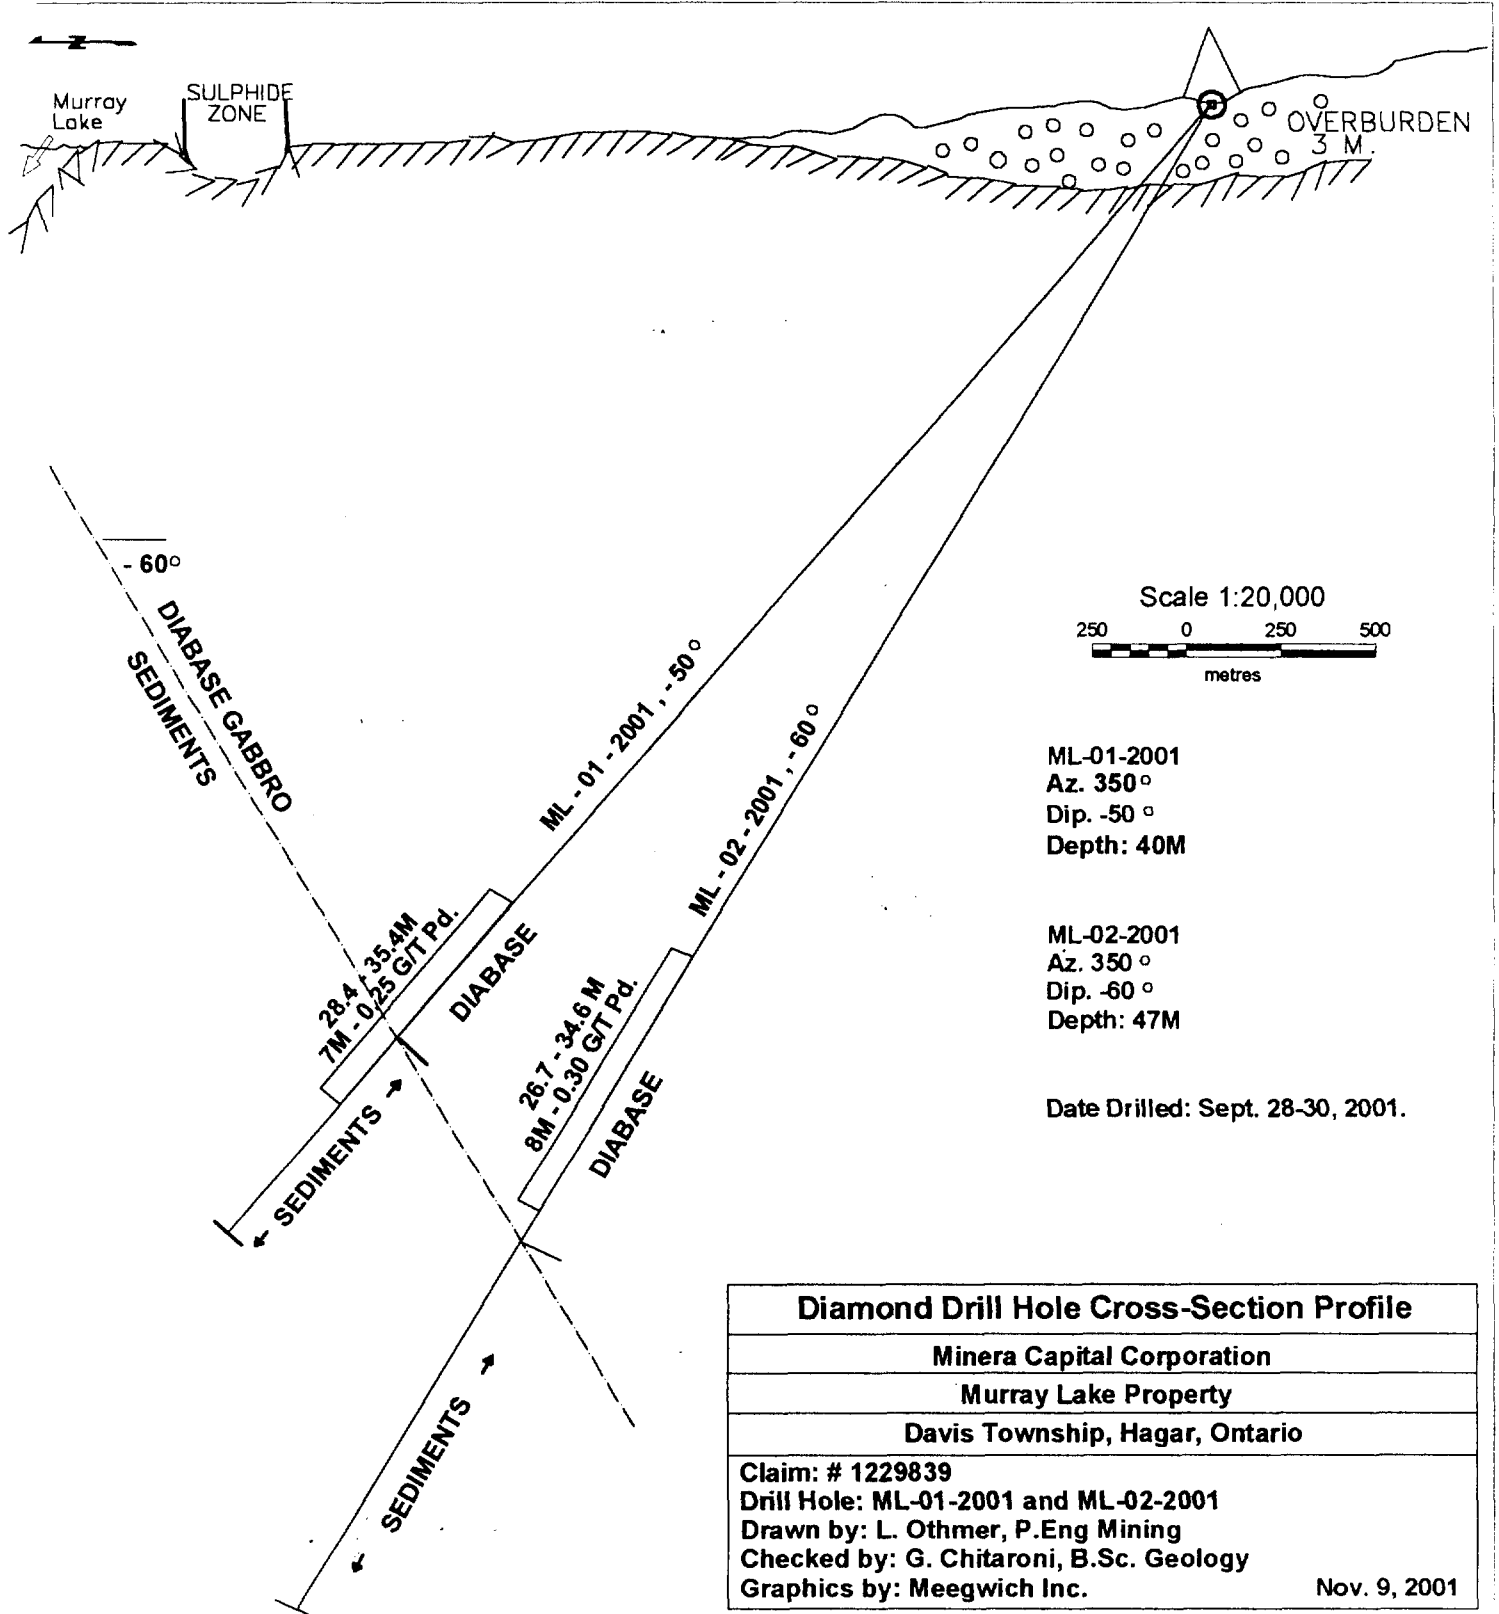 N
Murray
Lake
SULPHIDE
ZONE
OVERBURDEN
3 M.
- 60°
DIABASE GABBRO
SEDIMENTS
Scale 1:20,000
250 0 250 500
metres
ML - 01 - 2001 , - 50°
ML - 02 - 2001 , - 60°
ML-01-2001
Az. 350°
Dip. -50 °
Depth: 40M
28.4 - 35.4M
7M - 0.25 G/T Pd.
DIABASE
ML-02-2001
Az. 350 °
Dip. -60 °
Depth: 47M
26.7 - 34.6 M
8M - 0.30 G/T Pd.
DIABASE
Date Drilled: Sept. 28-30, 2001.
SEDIMENTS
SEDIMENTS
Diamond Drill Hole Cross-Section Profile
Minera Capital Corporation
Murray Lake Property
Davis Township, Hagar, Ontario
Claim: # 1229839
Drill Hole: ML-01-2001 and ML-02-2001
Drawn by: L. Othmer, P.Eng Mining
Checked by: G. Chitaroni, B.Sc. Geology
Graphics by: Meegwich Inc. Nov. 9, 2001